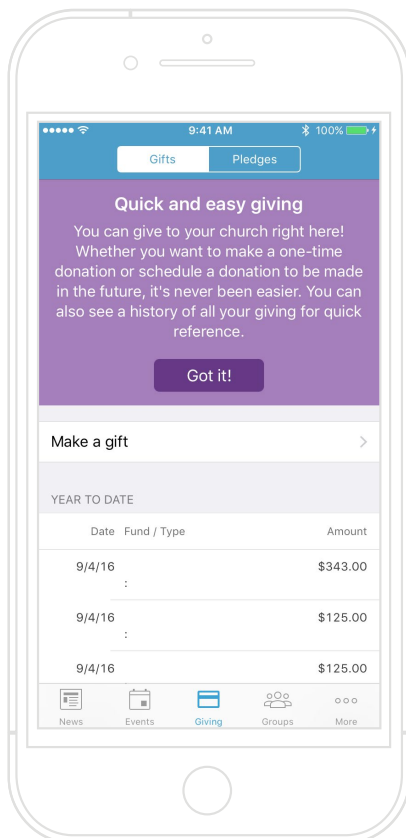 9:41 AM 100%
Gifts Pledges
Quick and easy giving
You can give to your church right here!
Whether you want to make a one-time
donation or schedule a donation to be made
in the future, it's never been easier. You can
also see a history of all your giving for quick
reference.
Got it!
Make a gift
YEAR TO DATE
Date Fund / Type Amount
9/4/16 $343.00
:
9/4/16 $125.00
:
9/4/16 $125.00
News Events Giving Groups More